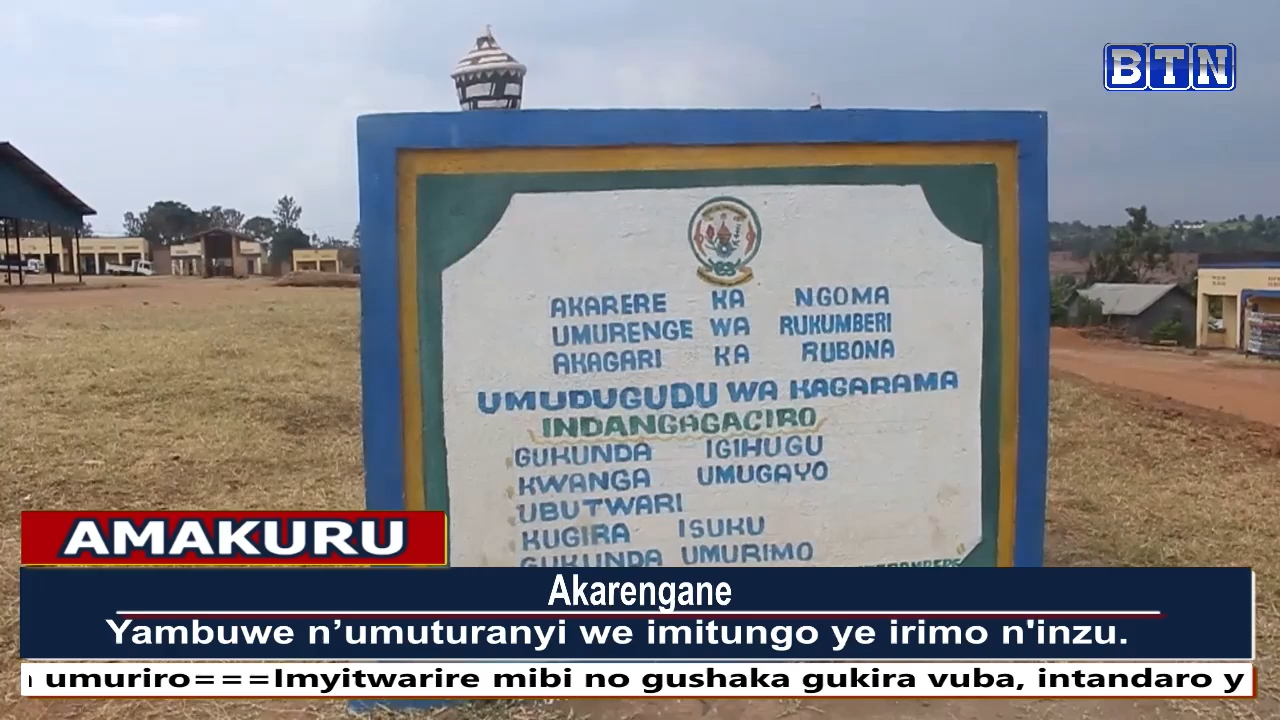 BTN
AKARERE KA NGOMA
UMURENGE WA RUKUMBERI
AKAGARI KA RUBONA
UMUDUGUDU WA KAGARAMA
INDANGAGACIRO
GUKUNDA IGIHUGU
KWANGA UMUGAYO
UBUTWARI
KUGIRA ISUKU
GUKUNDA UMURIMO
AMAKURU
Akarengane
Yambuwe n’umuturanyi we imitungo ye irimo n'inzu.
umuriro===Imyitwarire mibi no gushaka gukira vuba, intandaro y